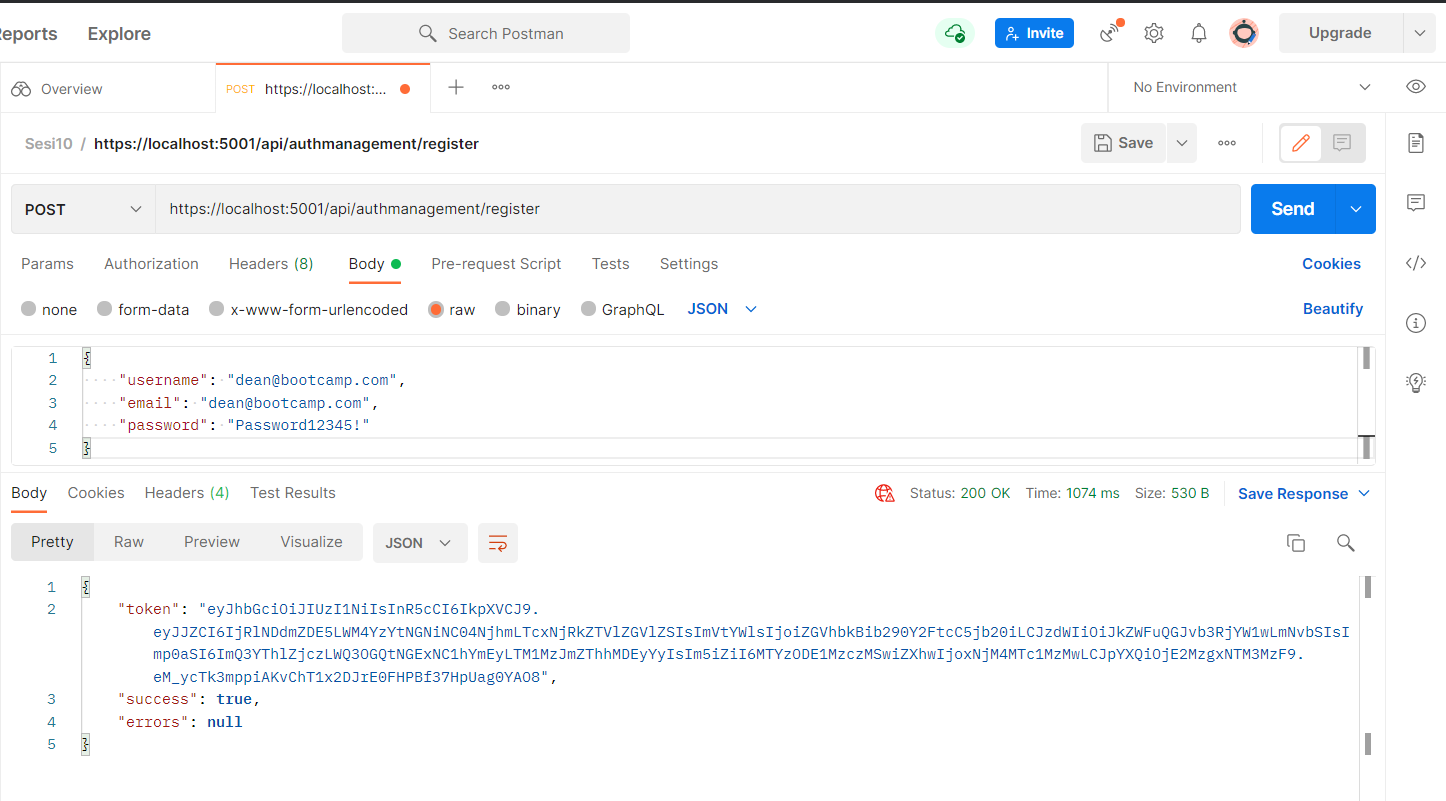 Reports Explore Search Postman Invite Upgrade
Overview POST https://localhost:... No Environment
Sesi10 / https://localhost:5001/api/authmanagement/register Save
POST https://localhost:5001/api/authmanagement/register Send
Params Authorization Headers (8) Body Pre-request Script Tests Settings Cookies
none form-data x-www-form-urlencoded raw binary GraphQL JSON Beautify
1 {
2 "username": "dean@bootcamp.com",
3 "email": "dean@bootcamp.com",
4 "password": "Password12345!"
5 }
Body Cookies Headers (4) Test Results Status: 200 OK Time: 1074 ms Size: 530 B Save Response
Pretty Raw Preview Visualize JSON
1 {
2 "token": "eyJhbGciOiJIUzI1NiIsInR5cCI6IkpXVCJ9.
eyJJZCI6IjRlNDdmZDE5LWM4YzYtNGNiNC04NjhmLTcxNjRkZTVlZGVlZSIsImVtYWlsIjoiZGVhbkBib290Y2FtcC5jb20iLCJzdWIiOiJkZWFuQGJvb3RjYW1wLmNvbSIsI
mp0aSI6ImQ3YThlZjczLWQ3OGQtNGExNC1hYmEyLTM1MzJmZThhMDEyYyIsIm5iZiI6MTYzODE1MzczMSwiZXhwIjoxNjM4MTc1MzMwLCJpYXQiOjE2MzgxNTM3MzF9.
eM_ycTk3mppiAKvChT1x2DJrE0FHPBf37HpUag0YAO8",
3 "success": true,
4 "errors": null
5 }